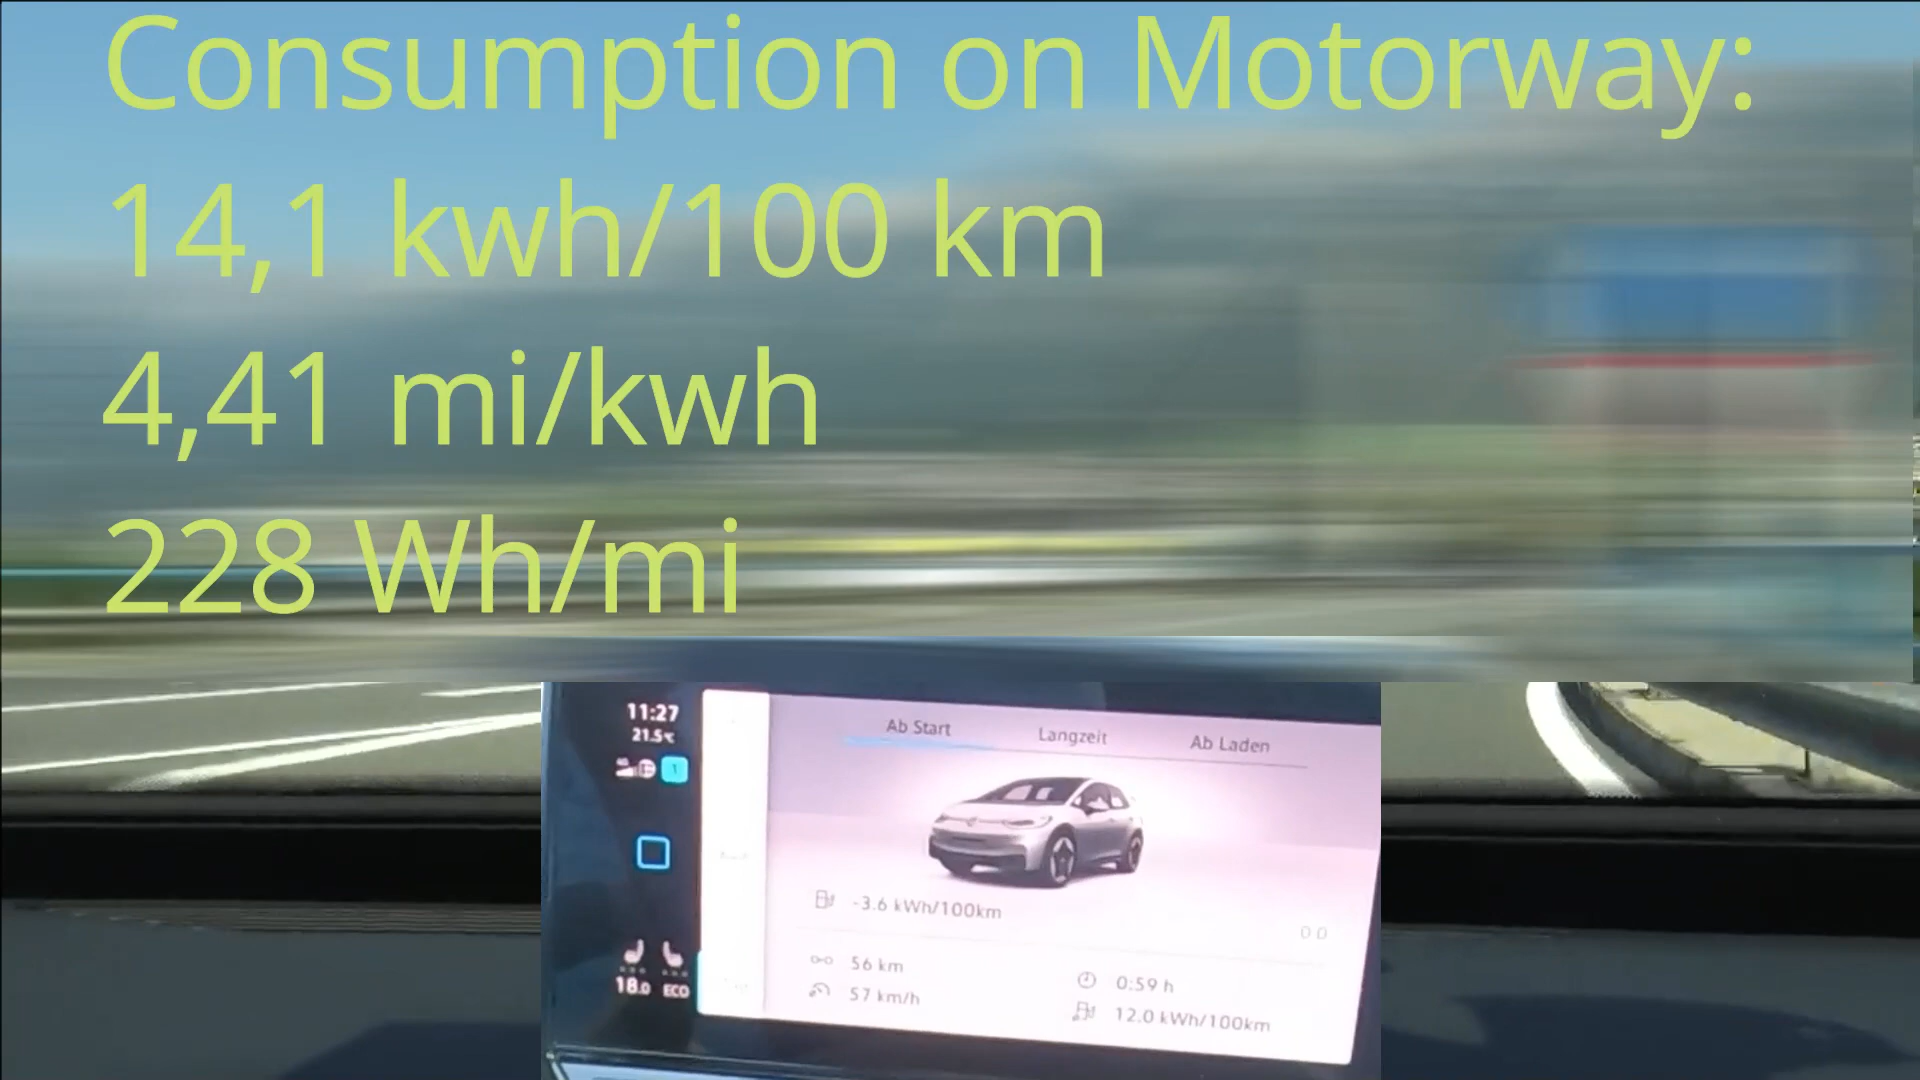 Consumption on Motorway:
14,1 kwh/100 km
4,41 mi/kwh
228 Wh/mi
11:27
21.5°C
4G
1
Ab Start
Langzeit
Ab Laden
-3.6 kWh/100km
0 0
56 km
0:59 h
57 km/h
12.0 kWh/100km
18.0 ECO